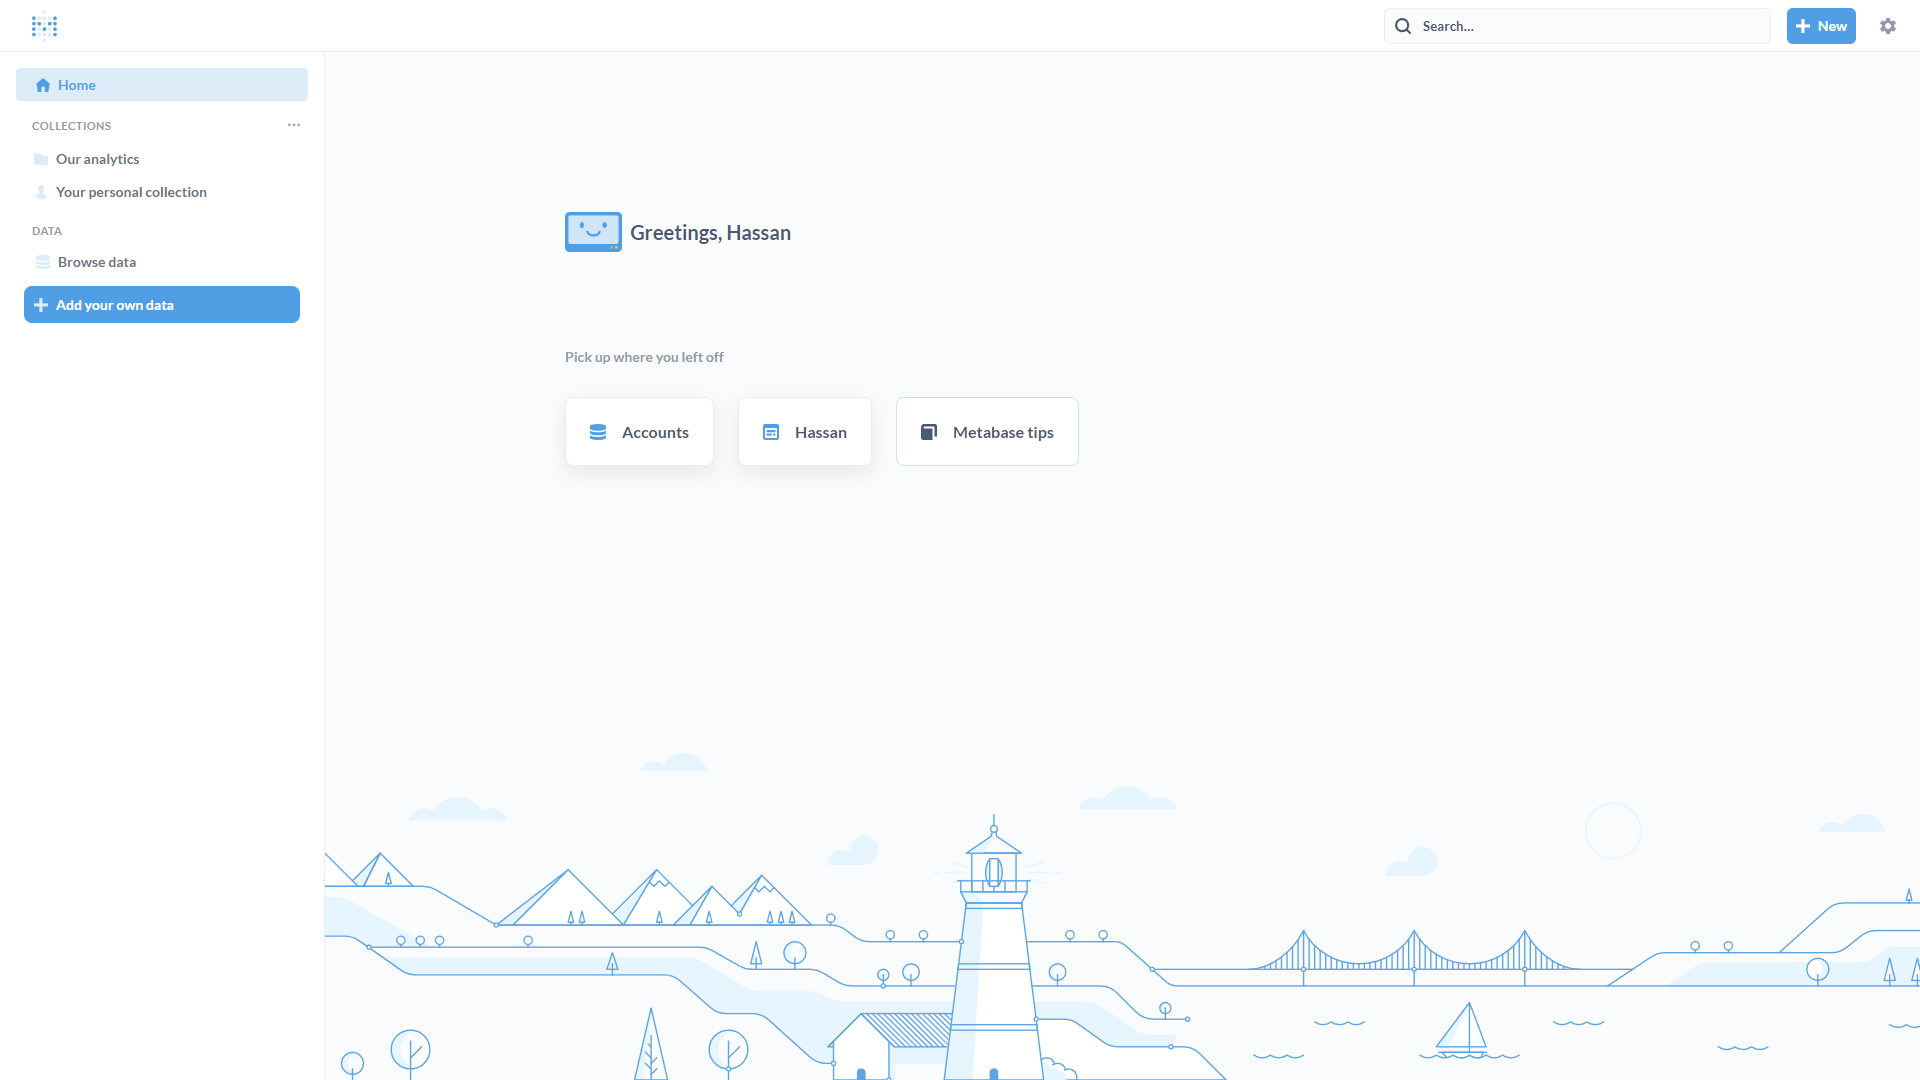 Search...
New
Home
COLLECTIONS
Our analytics
Your personal collection
DATA
Browse data
Add your own data
Greetings, Hassan
Pick up where you left off
Accounts
Hassan
Metabase tips